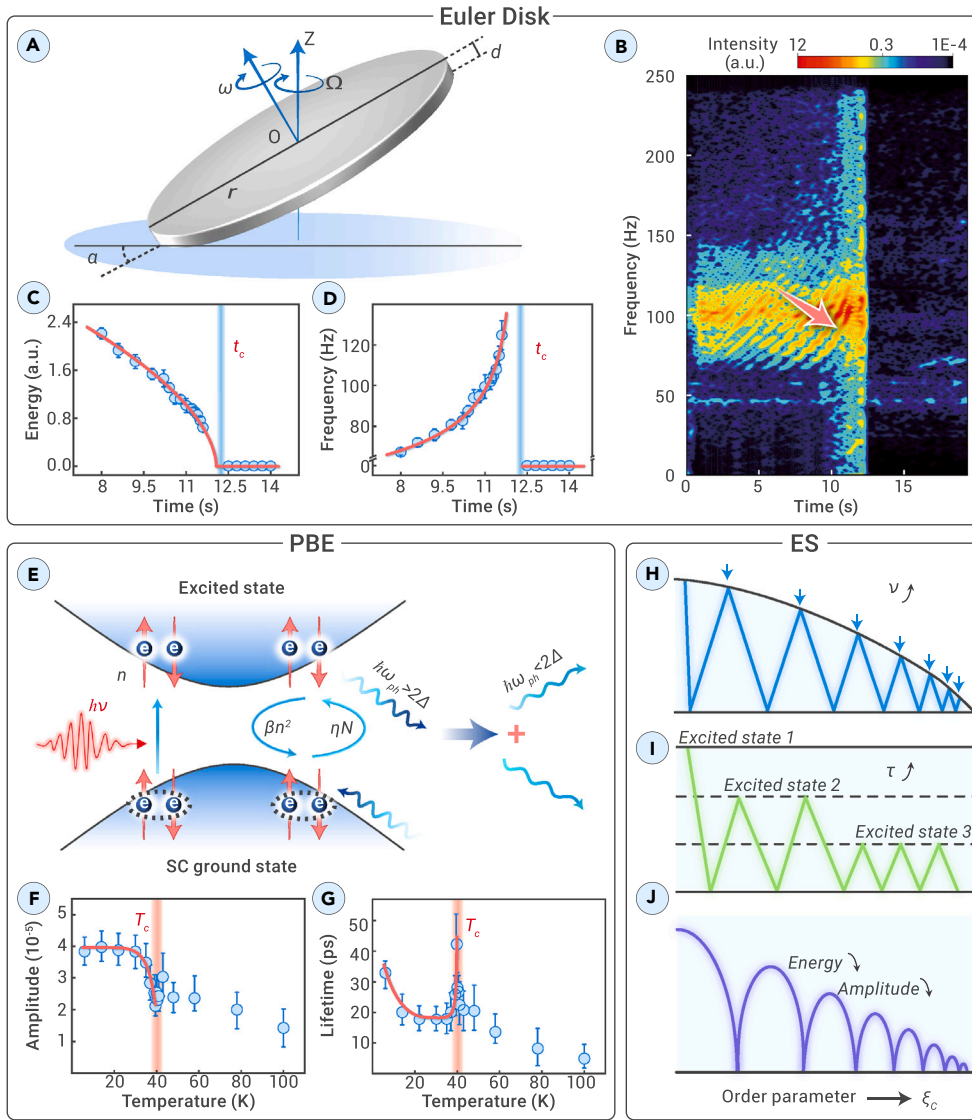 Euler Disk
A
Z
d
ω
Ω
O
r
α
B
Intensity
(a.u.)
12
0.3
1E-4
250
200
150
100
50
0
Frequency (Hz)
0
5
10
15
Time (s)
C
2.4
1.6
0.8
0.0
Energy (a.u.)
t_c
8
9.5
11
12.5
14
Time (s)
D
120
100
80
0
Frequency (Hz)
t_c
8
9.5
11
12.5
14
Time (s)
PBE
E
Excited state
n
hν
βn²
ηN
ħω_ph>2Δ
ħω_ph<2Δ
+
e e e e
e e e e
SC ground state
F
5
4
3
2
1
Amplitude (10⁻⁵)
T_c
20
40
60
80
100
Temperature (K)
G
50
40
30
20
10
Lifetime (ps)
T_c
20
40
60
80
100
Temperature (K)
ES
H
ν
I
Excited state 1
τ
Excited state 2
Excited state 3
J
Energy
Amplitude
Order parameter
ξ_c